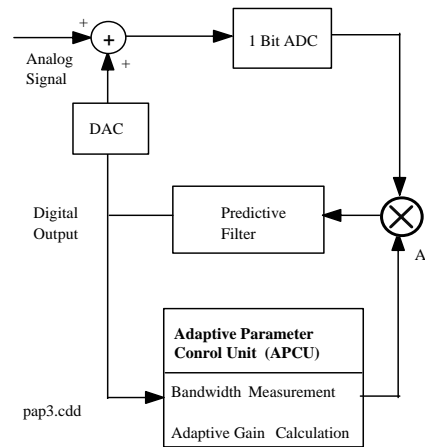 +
Analog
Signal
+
+
1 Bit ADC
DAC
Digital
Output
Predictive
Filter
A
Adaptive Parameter
Conrol Unit (APCU)
Bandwidth Measurement
Adaptive Gain Calculation
pap3.cdd